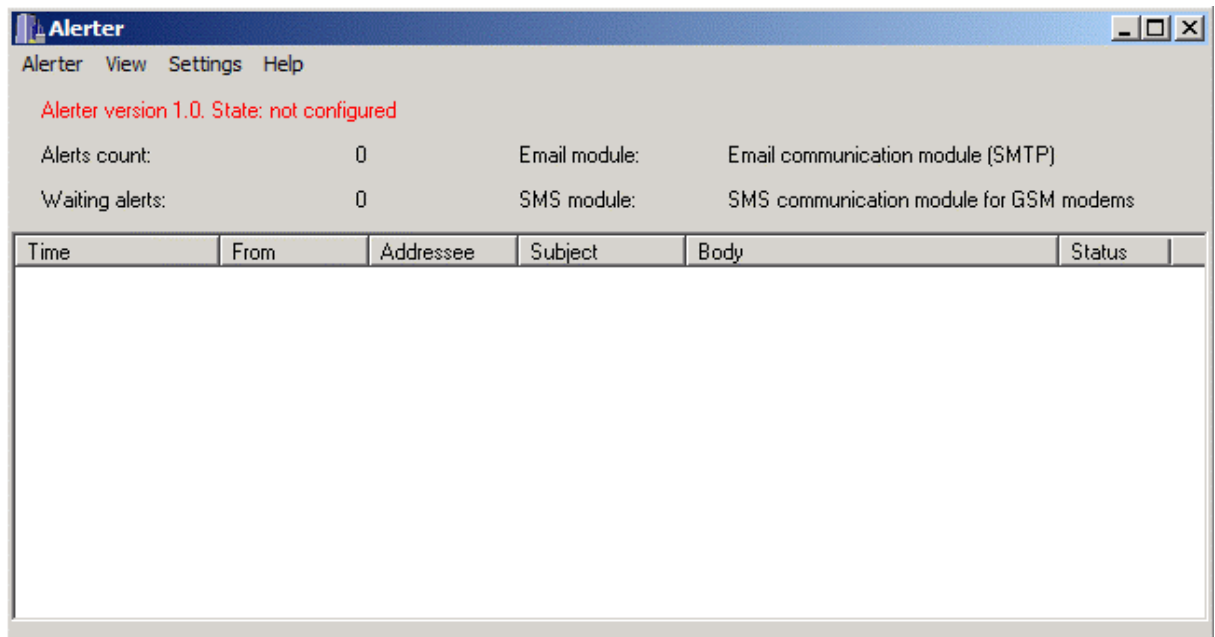 Alerter
Alerter View Settings Help
Alerter version 1.0. State: not configured
Alerts count: 0 Email module: Email communication module (SMTP)
Waiting alerts: 0 SMS module: SMS communication module for GSM modems
Time From Addressee Subject Body Status